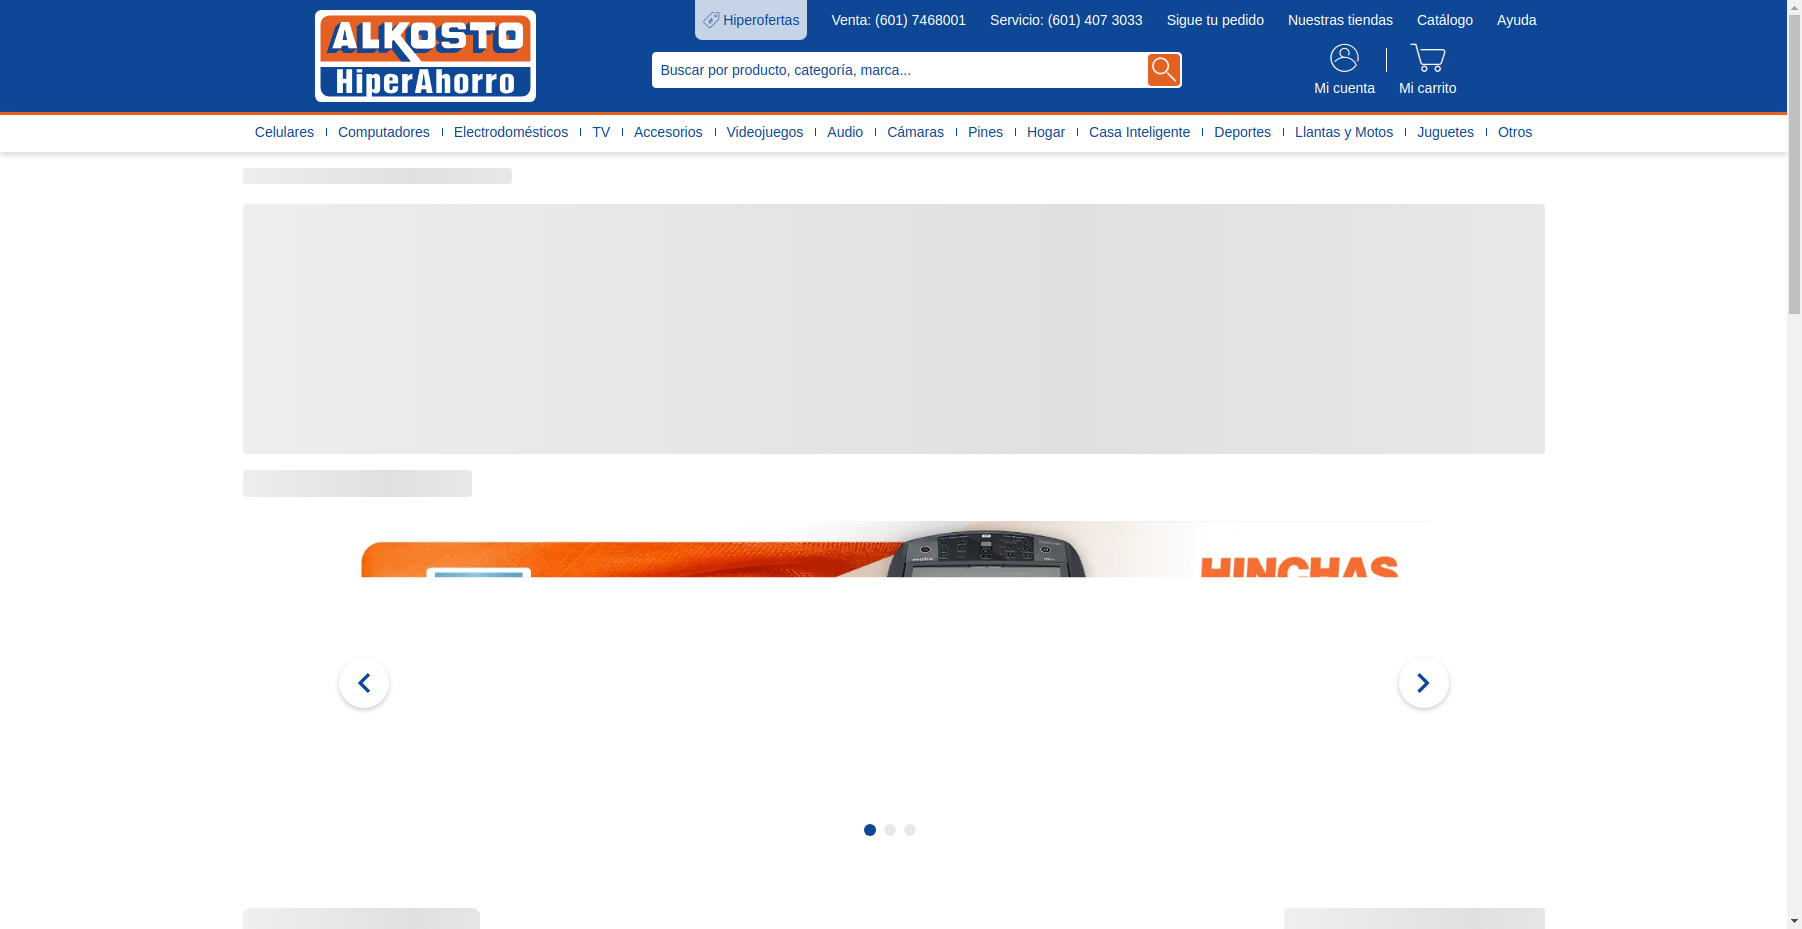 Hiperofertas
Venta: (601) 7468001
Servicio: (601) 407 3033
Sigue tu pedido
Nuestras tiendas
Catálogo
Ayuda
ALKOSTO
HiperAhorro
Buscar por producto, categoría, marca...
Mi cuenta
Mi carrito
Celulares
Computadores
Electrodomésticos
TV
Accesorios
Videojuegos
Audio
Cámaras
Pines
Hogar
Casa Inteligente
Deportes
Llantas y Motos
Juguetes
Otros
HINCHAS